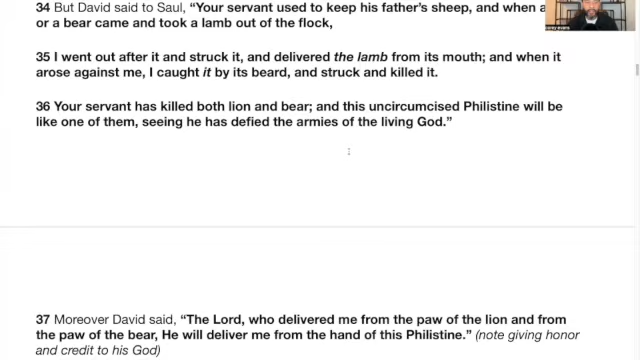 34 But David said to Saul, “Your servant used to keep his father’s sheep, and when a
or a bear came and took a lamb out of the flock,
35 I went out after it and struck it, and delivered the lamb from its mouth; and when it
arose against me, I caught it by its beard, and struck and killed it.
36 Your servant has killed both lion and bear; and this uncircumcised Philistine will be
like one of them, seeing he has defied the armies of the living God.”
37 Moreover David said, “The Lord, who delivered me from the paw of the lion and from
the paw of the bear, He will deliver me from the hand of this Philistine.” (note giving honor
and credit to his God)